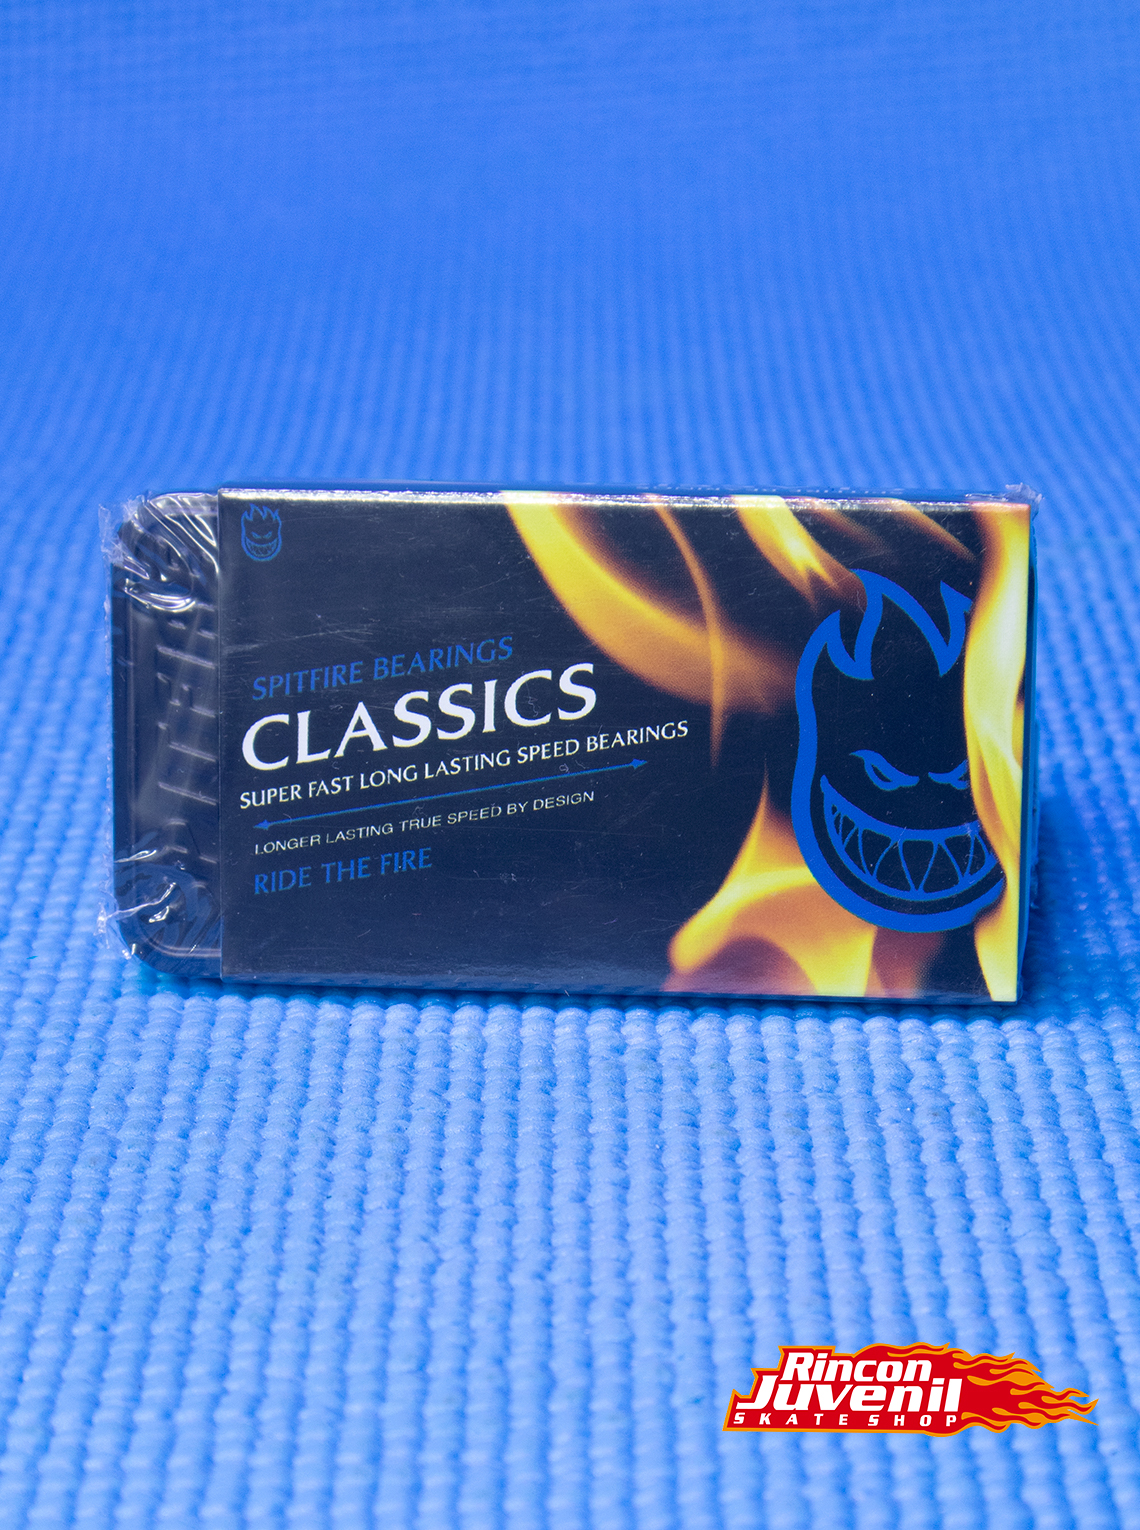 SPITFIRE BEARINGS
CLASSICS
SUPER FAST LONG LASTING SPEED BEARINGS
LONGER LASTING TRUE SPEED BY DESIGN
RIDE THE FIRE
Rincon
Juvenil
SKATESHOP